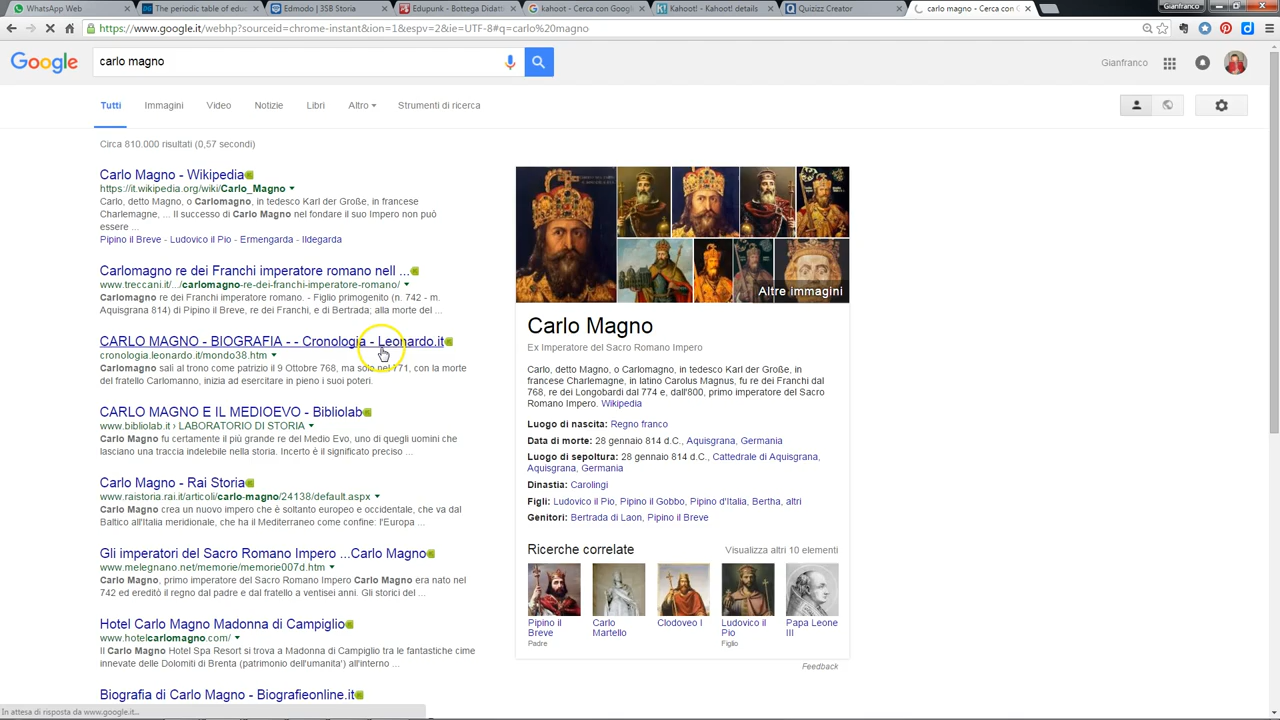 WhatsApp Web
The periodic table of educ
Edmodo | 3SB Storia
Edupunk - Bottega Didatti
kahoot - Cerca con Googl
Kahoot! - Kahoot! details
Quizizz Creator
carlo magno - Cerca con G
Gianfranco
https://www.google.it/webhp?sourceid=chrome-instant&ion=1&espv=2&ie=UTF-8#q=carlo%20magno
Google
carlo magno
Gianfranco
Tutti
Immagini
Video
Notizie
Libri
Altro
Strumenti di ricerca
Circa 810.000 risultati (0,57 secondi)
Carlo Magno - Wikipedia
https://it.wikipedia.org/wiki/Carlo_Magno
Carlo, detto Magno, o Carlomagno, in tedesco Karl der Große, in francese
Charlemagne, ... Il successo di Carlo Magno nel fondare il suo Impero non può
essere ...
Pipino il Breve - Ludovico il Pio - Ermengarda - Ildegarda
Carlomagno re dei Franchi imperatore romano nell ...
www.treccani.it/.../carlomagno-re-dei-franchi-imperatore-romano/
Carlomagno re dei Franchi imperatore romano. - Figlio primogenito (n. 742 - m.
Aquisgrana 814) di Pipino il Breve, re dei Franchi, e di Bertrada; alla morte del ...
CARLO MAGNO - BIOGRAFIA - - Cronologia - Leonardo.it
cronologia.leonardo.it/mondo38.htm
Carlomagno salì al trono come patrizio il 9 Ottobre 768, ma solo nel 771, con la morte
del fratello Carlomanno, inizia ad esercitare in pieno i suoi poteri.
CARLO MAGNO E IL MEDIOEVO - Bibliolab
www.bibliolab.it › LABORATORIO DI STORIA
Carlo Magno fu certamente il più grande re del Medio Evo, uno di quegli uomini che
lasciano una traccia indelebile nella storia. Incerto è il significato preciso ...
Carlo Magno - Rai Storia
www.raistoria.rai.it/articoli/carlo-magno/24138/default.aspx
Carlo Magno crea un nuovo impero che è soltanto europeo e occidentale, che va dal
Baltico all'Italia meridionale, che ha il Mediterraneo come confine: l'Europa ...
Gli imperatori del Sacro Romano Impero ...Carlo Magno
www.melegnano.net/memorie/memorie007d.htm
Carlo Magno, primo imperatore del Sacro Romano Impero Carlo Magno era nato nel
742 ed ereditò il regno dal padre e dal fratello a ventisei anni. Gli storici del ...
Hotel Carlo Magno Madonna di Campiglio
www.hotelcarlomagno.com/
Il Carlo Magno Hotel Spa Resort si trova a Madonna di Campiglio tra le fantastiche cime
innevate delle Dolomiti di Brenta (patrimonio dell'umanita') all'interno ...
Biografia di Carlo Magno - Biografieonline.it
In attesa di risposta da www.google.it...
Altre immagini
Carlo Magno
Ex Imperatore del Sacro Romano Impero
Carlo, detto Magno, o Carlomagno, in tedesco Karl der Große, in
francese Charlemagne, in latino Carolus Magnus, fu re dei Franchi dal
768, re dei Longobardi dal 774 e, dall'800, primo imperatore del Sacro
Romano Impero. Wikipedia
Luogo di nascita: Regno franco
Data di morte: 28 gennaio 814 d.C., Aquisgrana, Germania
Luogo di sepoltura: 28 gennaio 814 d.C., Cattedrale di Aquisgrana,
Aquisgrana, Germania
Dinastia: Carolingi
Figli: Ludovico il Pio, Pipino il Gobbo, Pipino d'Italia, Bertha, altri
Genitori: Bertrada di Laon, Pipino il Breve
Ricerche correlate
Visualizza altri 10 elementi
Pipino il
Breve
Padre
Carlo
Martello
Clodoveo I
Ludovico il
Pio
Figlio
Papa Leone
III
Feedback